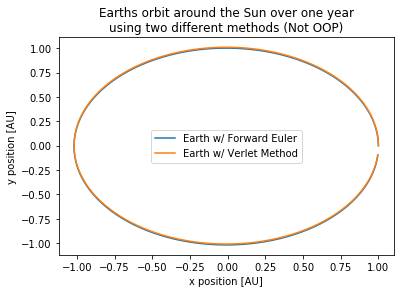 Earths orbit around the Sun over one year
using two different methods (Not OOP)
1.00
0.75
0.50
0.25
0.00
−0.25
−0.50
−0.75
−1.00
y position [AU]
Earth w/ Forward Euler
Earth w/ Verlet Method
−1.00 −0.75 −0.50 −0.25 0.00 0.25 0.50 0.75 1.00
x position [AU]